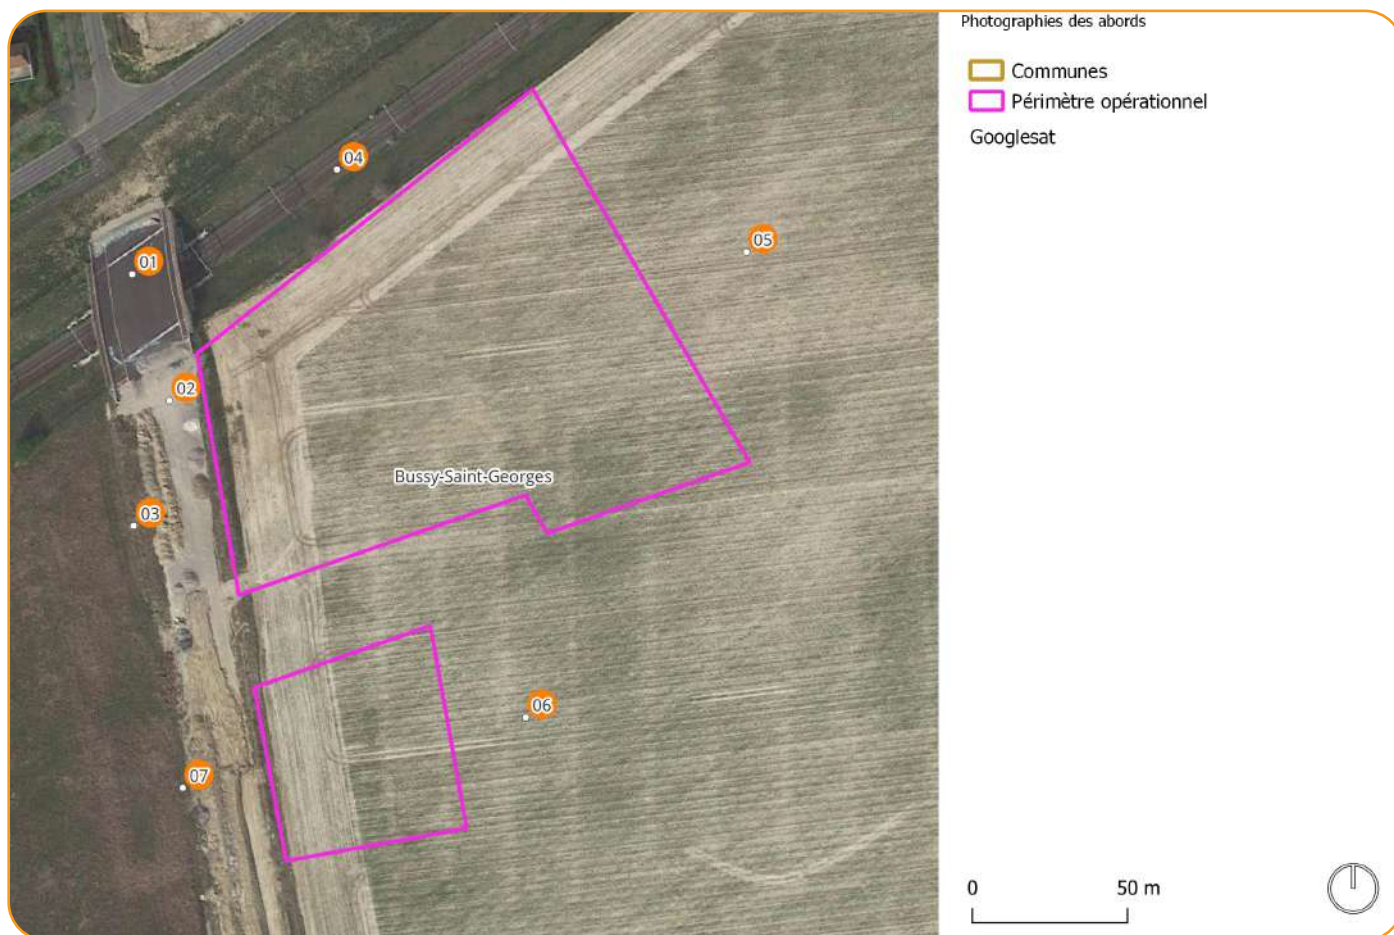 Photographies des abords
Communes
Périmètre opérationnel
Googlesat
04
05
01
02
Bussy-Saint-Georges
03
06
07
0 50 m